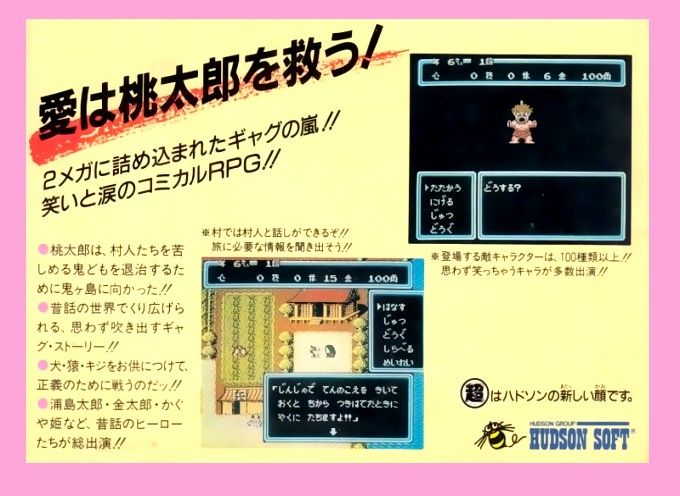 愛は桃太郎を救う!
2メガに詰め込まれたギャグの嵐!!
笑いと涙のコミカルRPG!!
●桃太郎は、村人たちを苦
しめる鬼どもを退治するた
めに鬼ヶ島に向かった!!
●昔話の世界でくり広げら
れる、思わず吹き出すギャ
グ・ストーリー!!
●犬・猿・キジをお供につけて、
正義のために戦うのだッ!!
●浦島太郎・金太郎・かぐ
や姫など、昔話のヒーロー
たちが総出演!!
※村では村人と話しができるぞ!!
旅に必要な情報を聞き出そう!!
年 6才 1段
心 0 技 0 体 15 金 100両
▶はなす
じゅつ
どうぐ
しらべる
めいれい
「じんじゃで てんのこえを きいて
おくと ちから つきはてたときに
やくに たちますよ!!」
年 6才 1段
心 0 技 0 体 6 金 100両
▶たたかう
にげる
じゅつ
どうぐ
どうする?
※登場する敵キャラクターは、100種類以上!!
思わず笑っちゃうキャラが多数出演!!
超はハドソンの新しい顔です。
あたら かお
HUDSON GROUP
HUDSON SOFT®